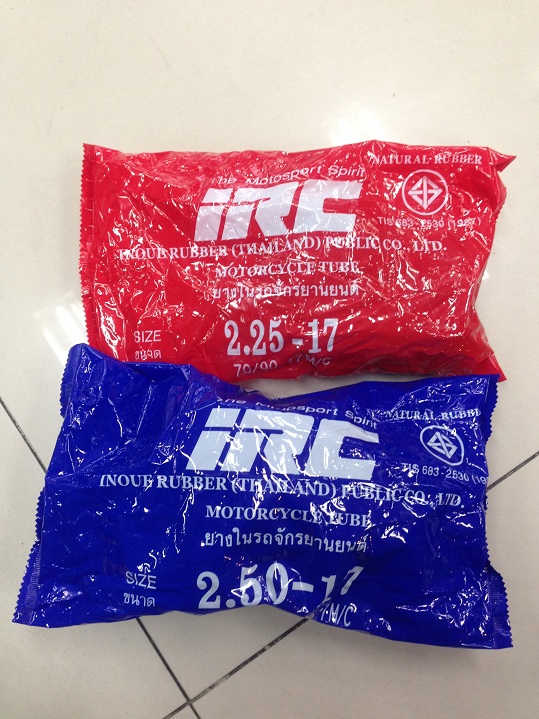 The Motosport Spirit
NATURAL RUBBER
iRC
TIS 683-2530 (1987)
INOUE RUBBER (THAILAND) PUBLIC CO., LTD.
MOTORCYCLE TUBE
ยางในรถจักรยานยนต์
SIZE
ขนาด
2.25-17
70/90-17 M/C
The Motosport Spirit
NATURAL RUBBER
iRC
TIS 683-2530 (19
INOUE RUBBER (THAILAND) PUBLIC CO., LTD
MOTORCYCLE TUBE
ยางในรถจักรยานยนต์
SIZE
ขนาด
2.50-17
M/C